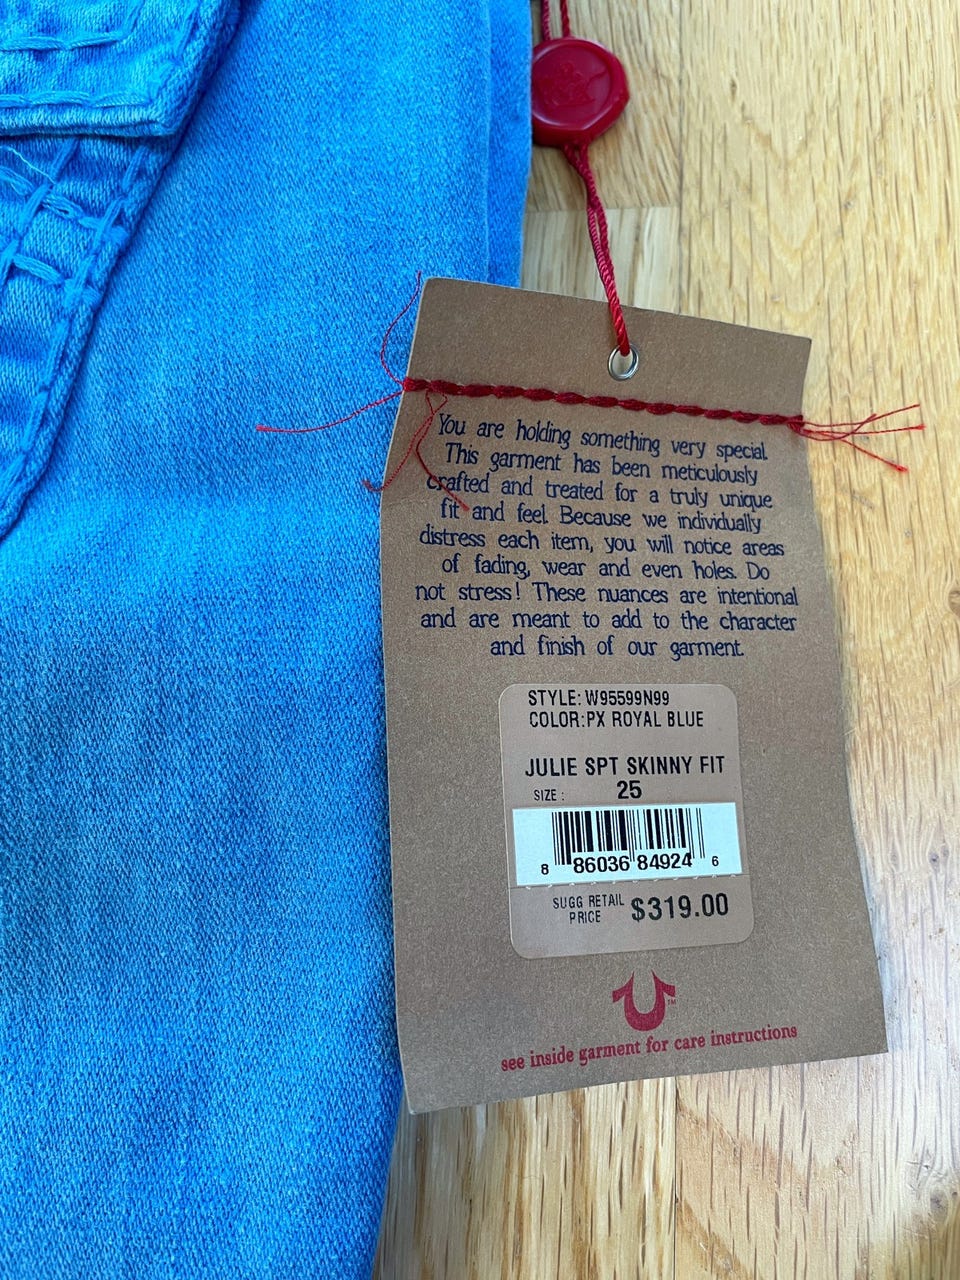 You are holding something very special.
This garment has been meticulously
crafted and treated for a truly unique
fit and feel. Because we individually
distress each item, you will notice areas
of fading, wear and even holes. Do
not stress! These nuances are intentional
and are meant to add to the character
and finish of our garment.
STYLE: W95599N99
COLOR:PX ROYAL BLUE
JULIE SPT SKINNY FIT
SIZE : 25
8 86036 84924 6
SUGG RETAIL
PRICE $319.00
TM
see inside garment for care instructions